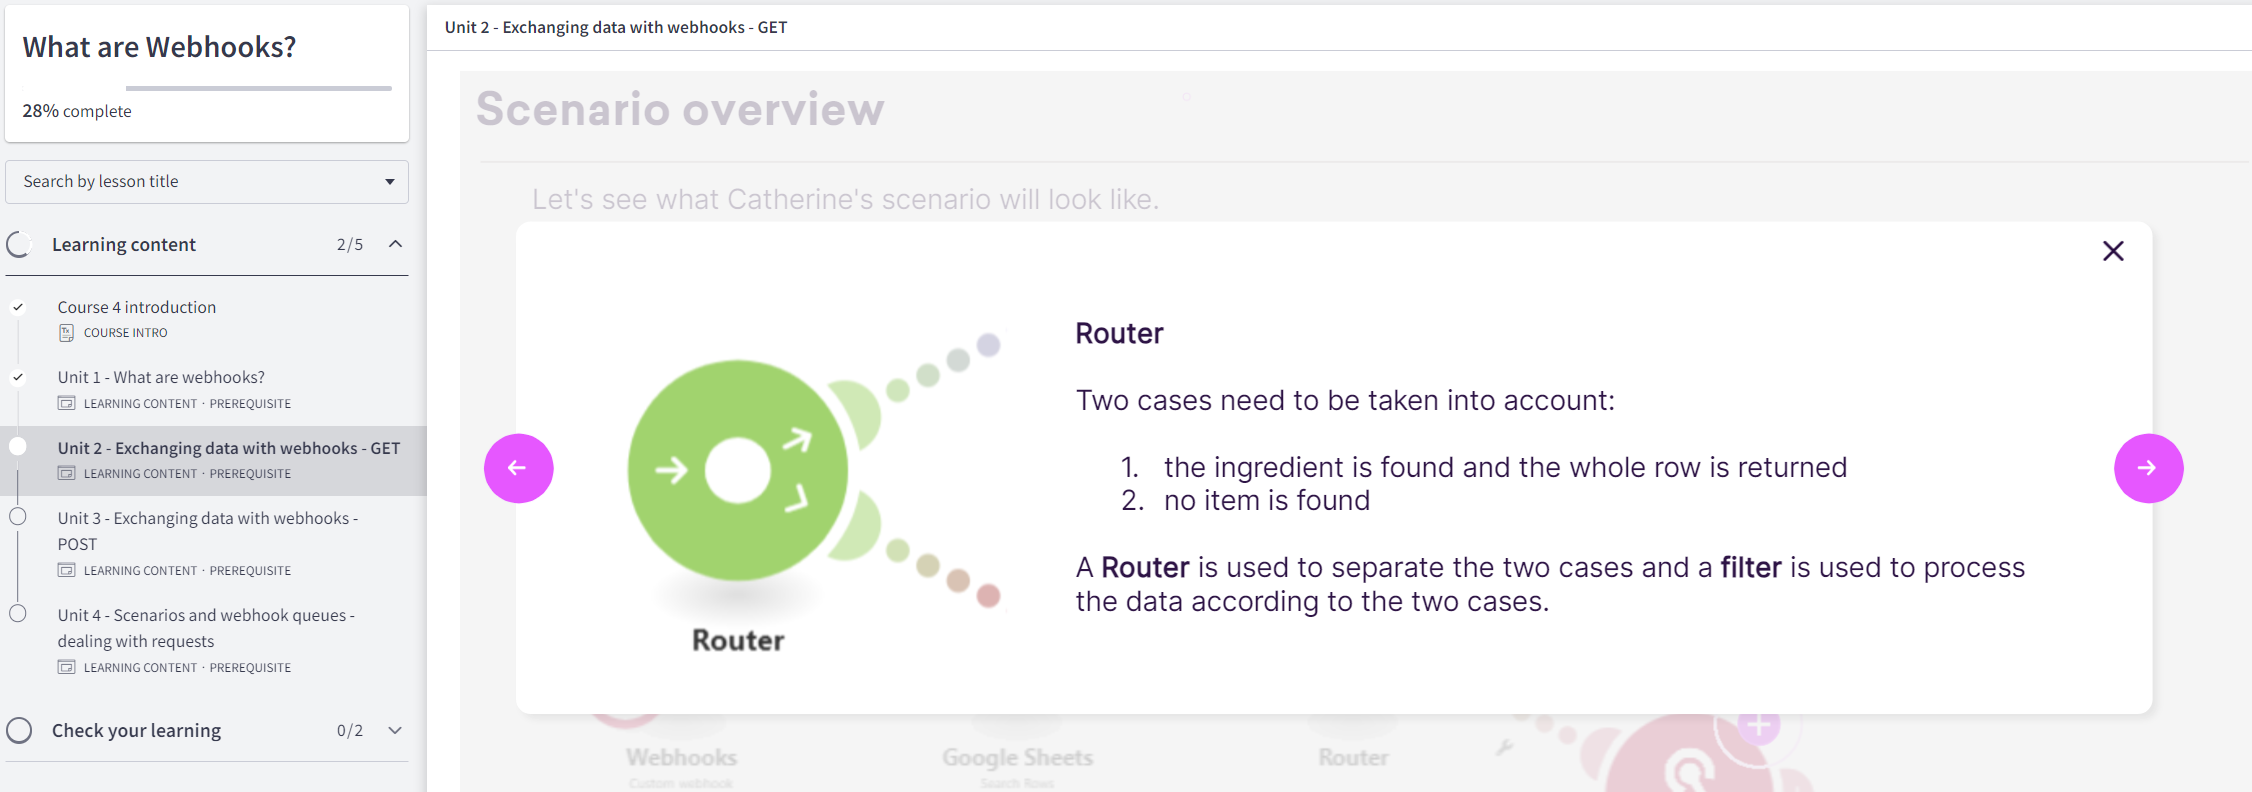 What are Webhooks?
28% complete
Search by lesson title
Learning content 2/5
Course 4 introduction
COURSE INTRO
Unit 1 - What are webhooks?
LEARNING CONTENT · PREREQUISITE
Unit 2 - Exchanging data with webhooks - GET
LEARNING CONTENT · PREREQUISITE
Unit 3 - Exchanging data with webhooks -
POST
LEARNING CONTENT · PREREQUISITE
Unit 4 - Scenarios and webhook queues -
dealing with requests
LEARNING CONTENT · PREREQUISITE
Check your learning 0/2
Unit 2 - Exchanging data with webhooks - GET
Scenario overview
Let's see what Catherine's scenario will look like.
Router
Router
Two cases need to be taken into account:
1. the ingredient is found and the whole row is returned
2. no item is found
A Router is used to separate the two cases and a filter is used to process
the data according to the two cases.
Webhooks
Custom webhook
Google Sheets
Search Rows
Router